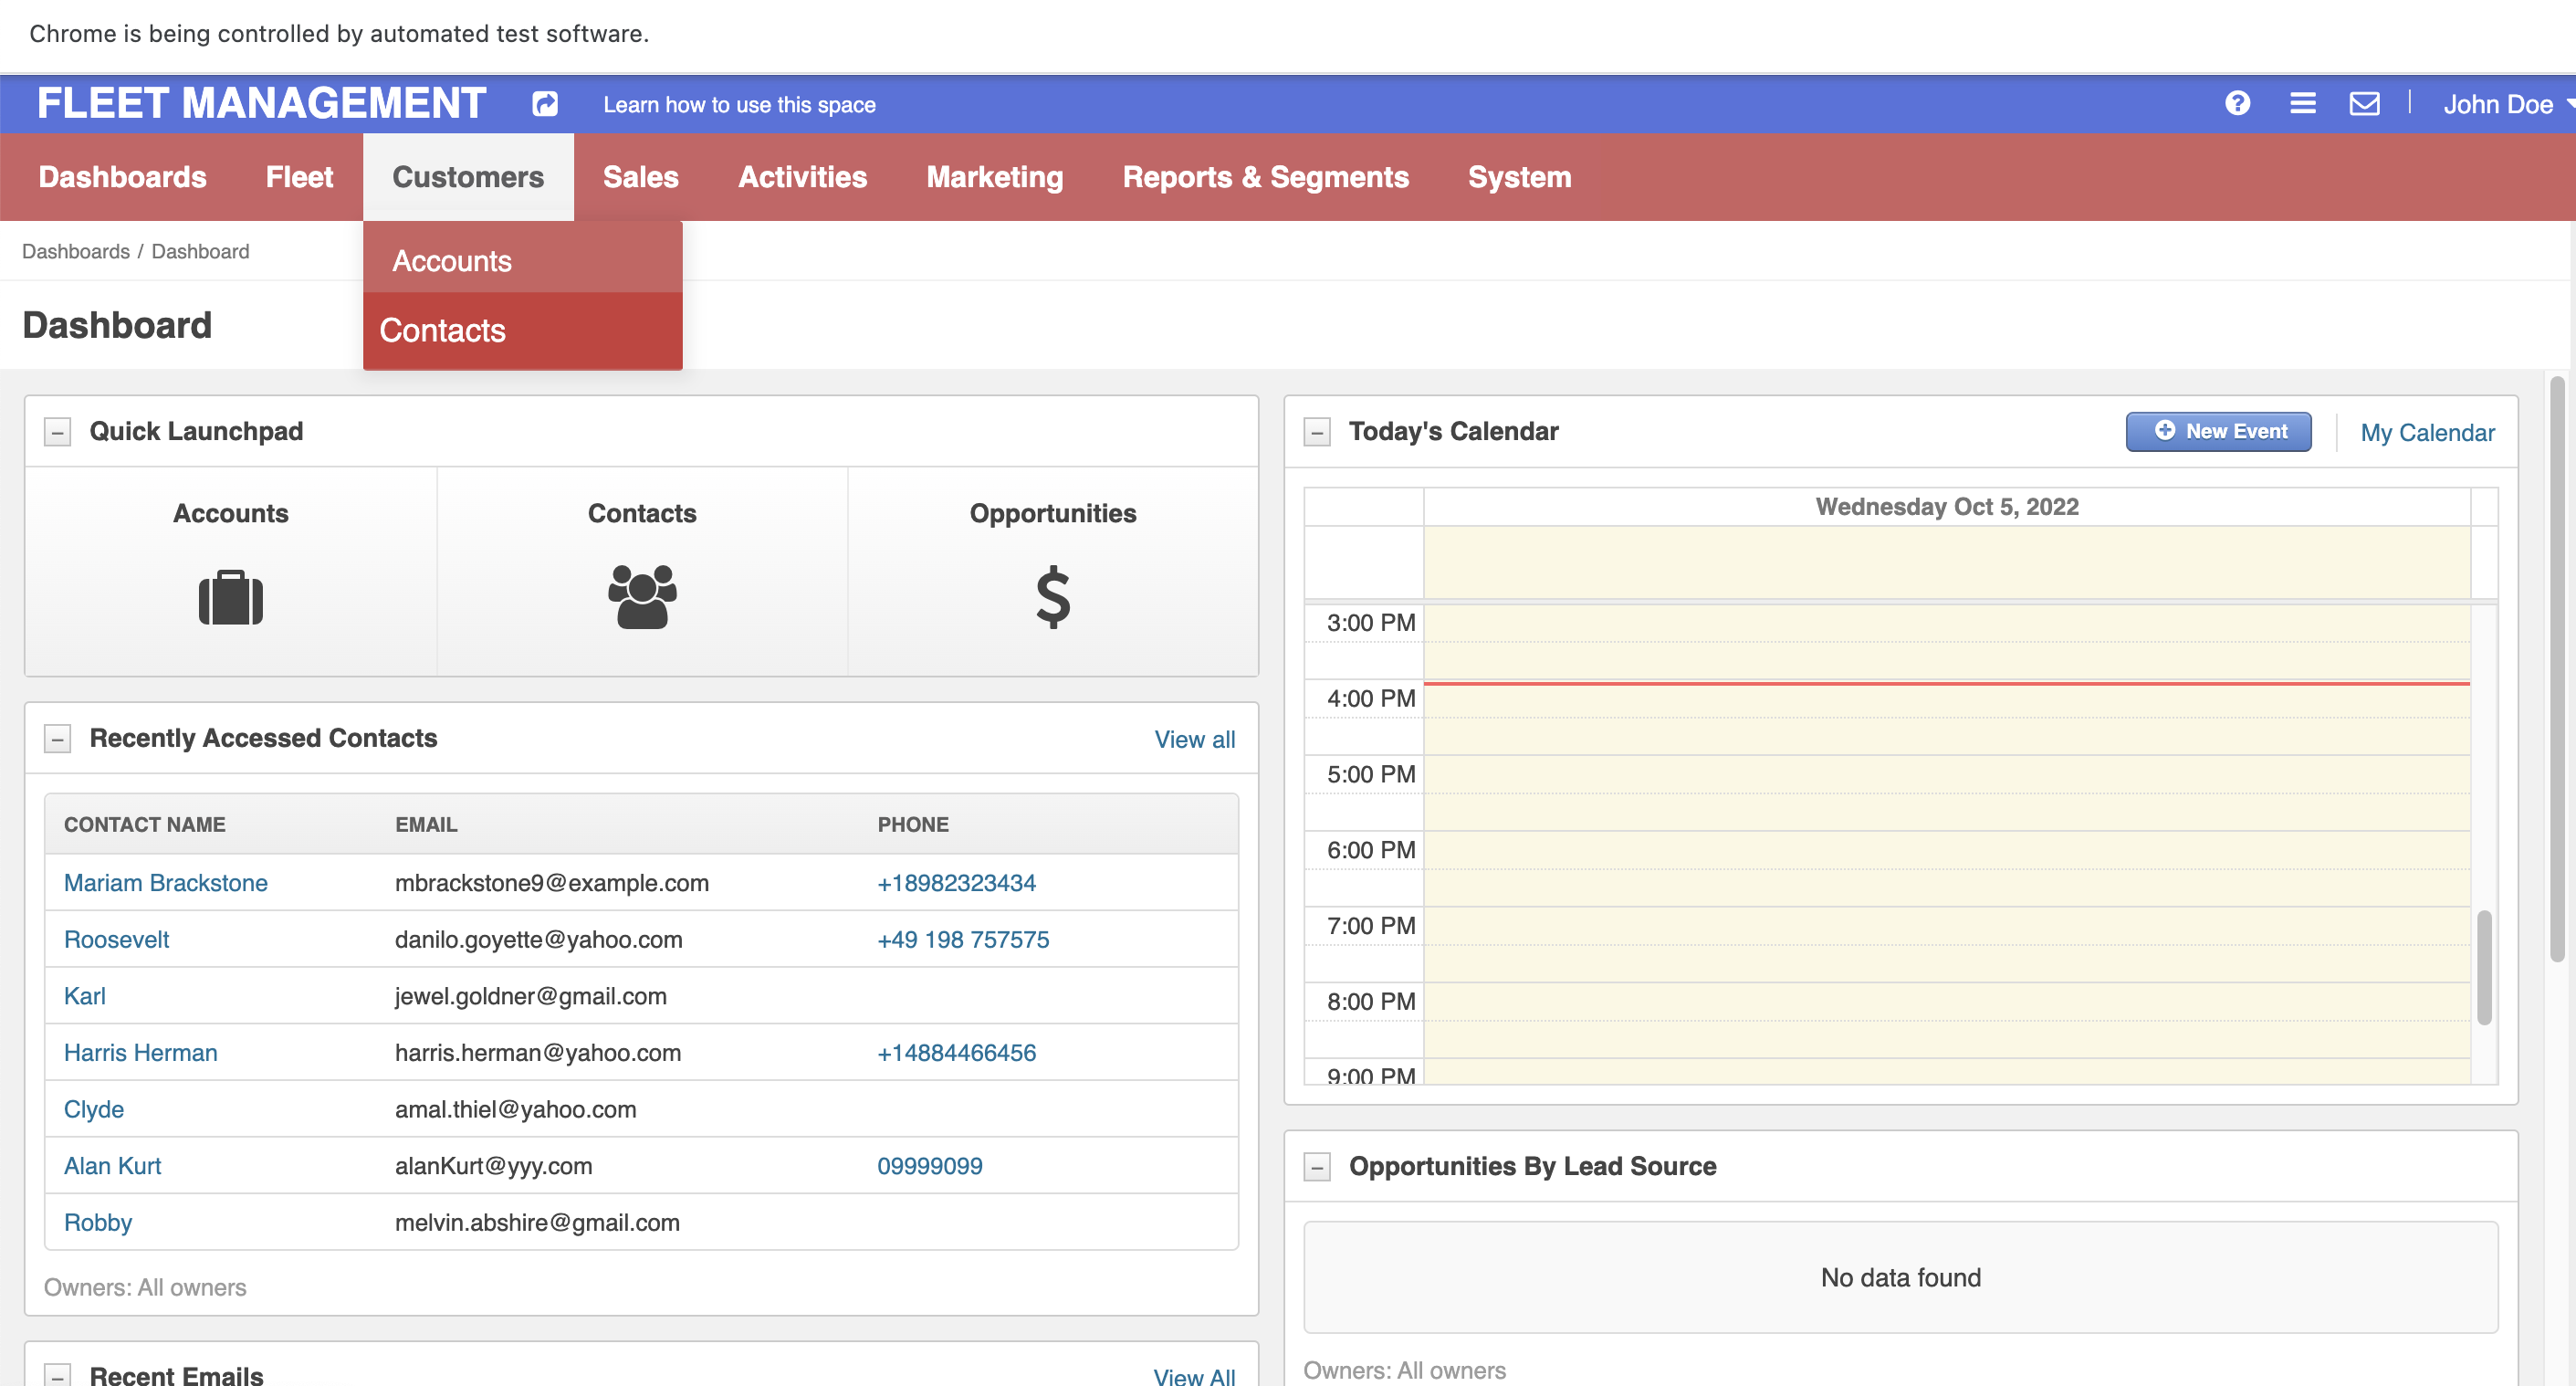 Chrome is being controlled by automated test software.
FLEET MANAGEMENT Learn how to use this space John Doe
Dashboards Fleet Customers Sales Activities Marketing Reports & Segments System
Accounts
Contacts
Dashboards / Dashboard
Dashboard
Quick Launchpad
Accounts Contacts Opportunities
Recently Accessed Contacts View all
CONTACT NAME EMAIL PHONE
Mariam Brackstone mbrackstone9@example.com +18982323434
Roosevelt danilo.goyette@yahoo.com +49 198 757575
Karl jewel.goldner@gmail.com
Harris Herman harris.herman@yahoo.com +14884466456
Clyde amal.thiel@yahoo.com
Alan Kurt alanKurt@yyy.com 09999099
Robby melvin.abshire@gmail.com
Owners: All owners
Recent Emails View All
Today's Calendar New Event My Calendar
Wednesday Oct 5, 2022
3:00 PM
4:00 PM
5:00 PM
6:00 PM
7:00 PM
8:00 PM
9:00 PM
Opportunities By Lead Source
No data found
Owners: All owners